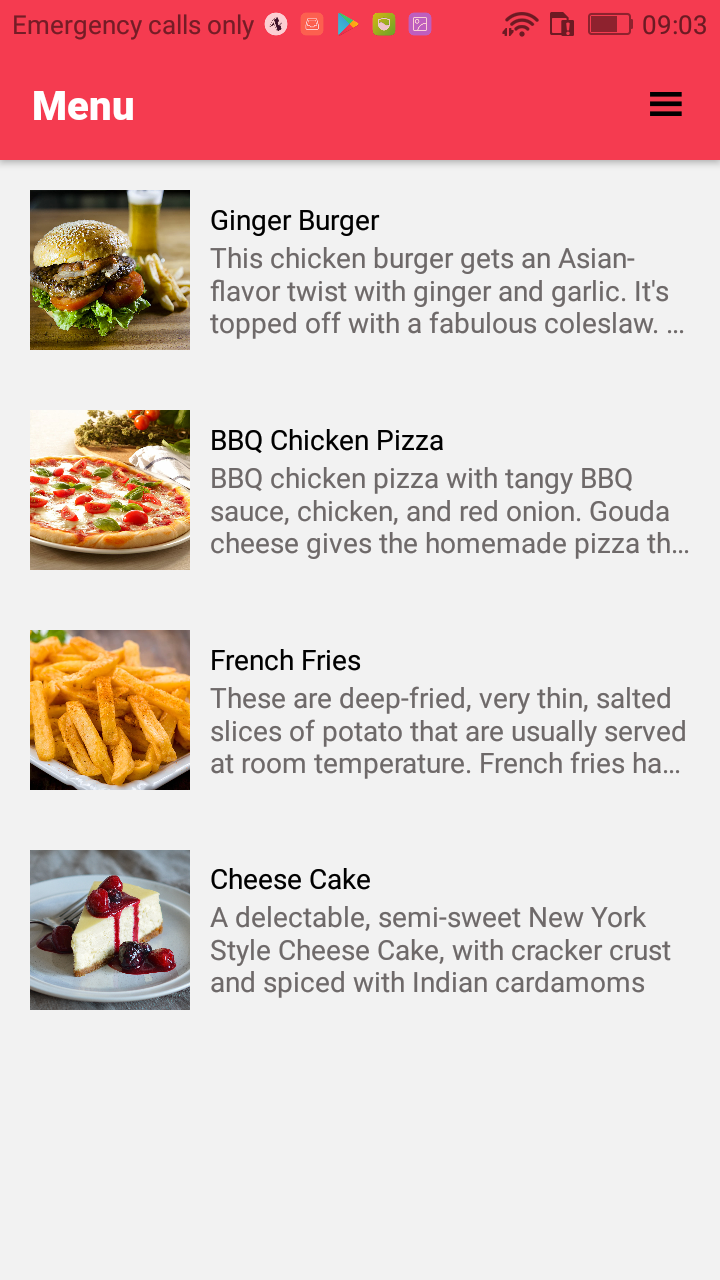 Emergency calls only 09:03
Menu
Ginger Burger
This chicken burger gets an Asian-
flavor twist with ginger and garlic. It's
topped off with a fabulous coleslaw. …
BBQ Chicken Pizza
BBQ chicken pizza with tangy BBQ
sauce, chicken, and red onion. Gouda
cheese gives the homemade pizza th…
French Fries
These are deep-fried, very thin, salted
slices of potato that are usually served
at room temperature. French fries ha…
Cheese Cake
A delectable, semi-sweet New York
Style Cheese Cake, with cracker crust
and spiced with Indian cardamoms